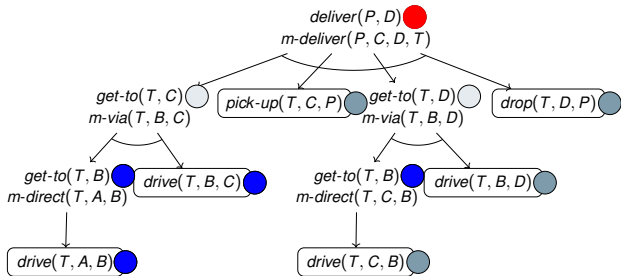 deliver(P, D)
m-deliver(P, C, D, T)
get-to(T, C)
m-via(T, B, C)
pick-up(T, C, P)
get-to(T, D)
m-via(T, B, D)
drop(T, D, P)
get-to(T, B)
m-direct(T, A, B)
drive(T, B, C)
get-to(T, B)
m-direct(T, C, B)
drive(T, B, D)
drive(T, A, B)
drive(T, C, B)